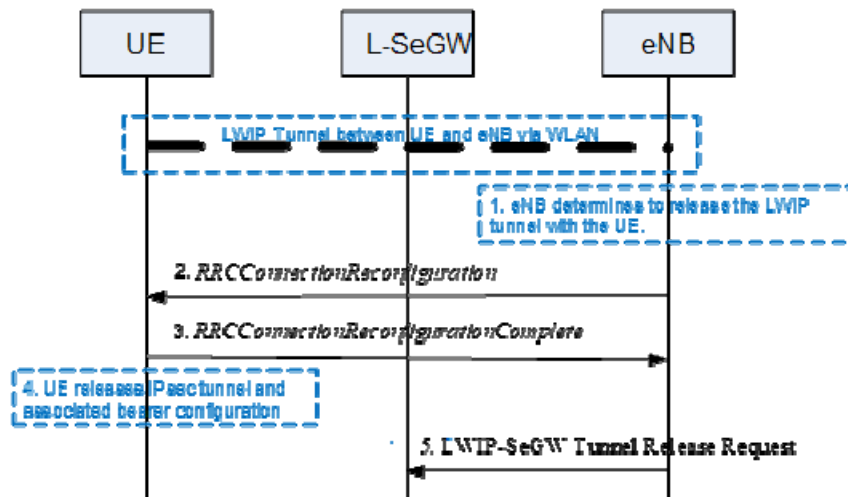 UE L-SeGW eNB
LWIP Tunnel between UE and eNB via WLAN
1. eNB determines to release the LWIP
tunnel with the UE.
2. RRCConnectionReconfiguration
3. RRCConnectionReconfigurationComplete
4. UE releases IPsec tunnel and
associated bearer configuration
5. LWIP-SeGW Tunnel Release Request